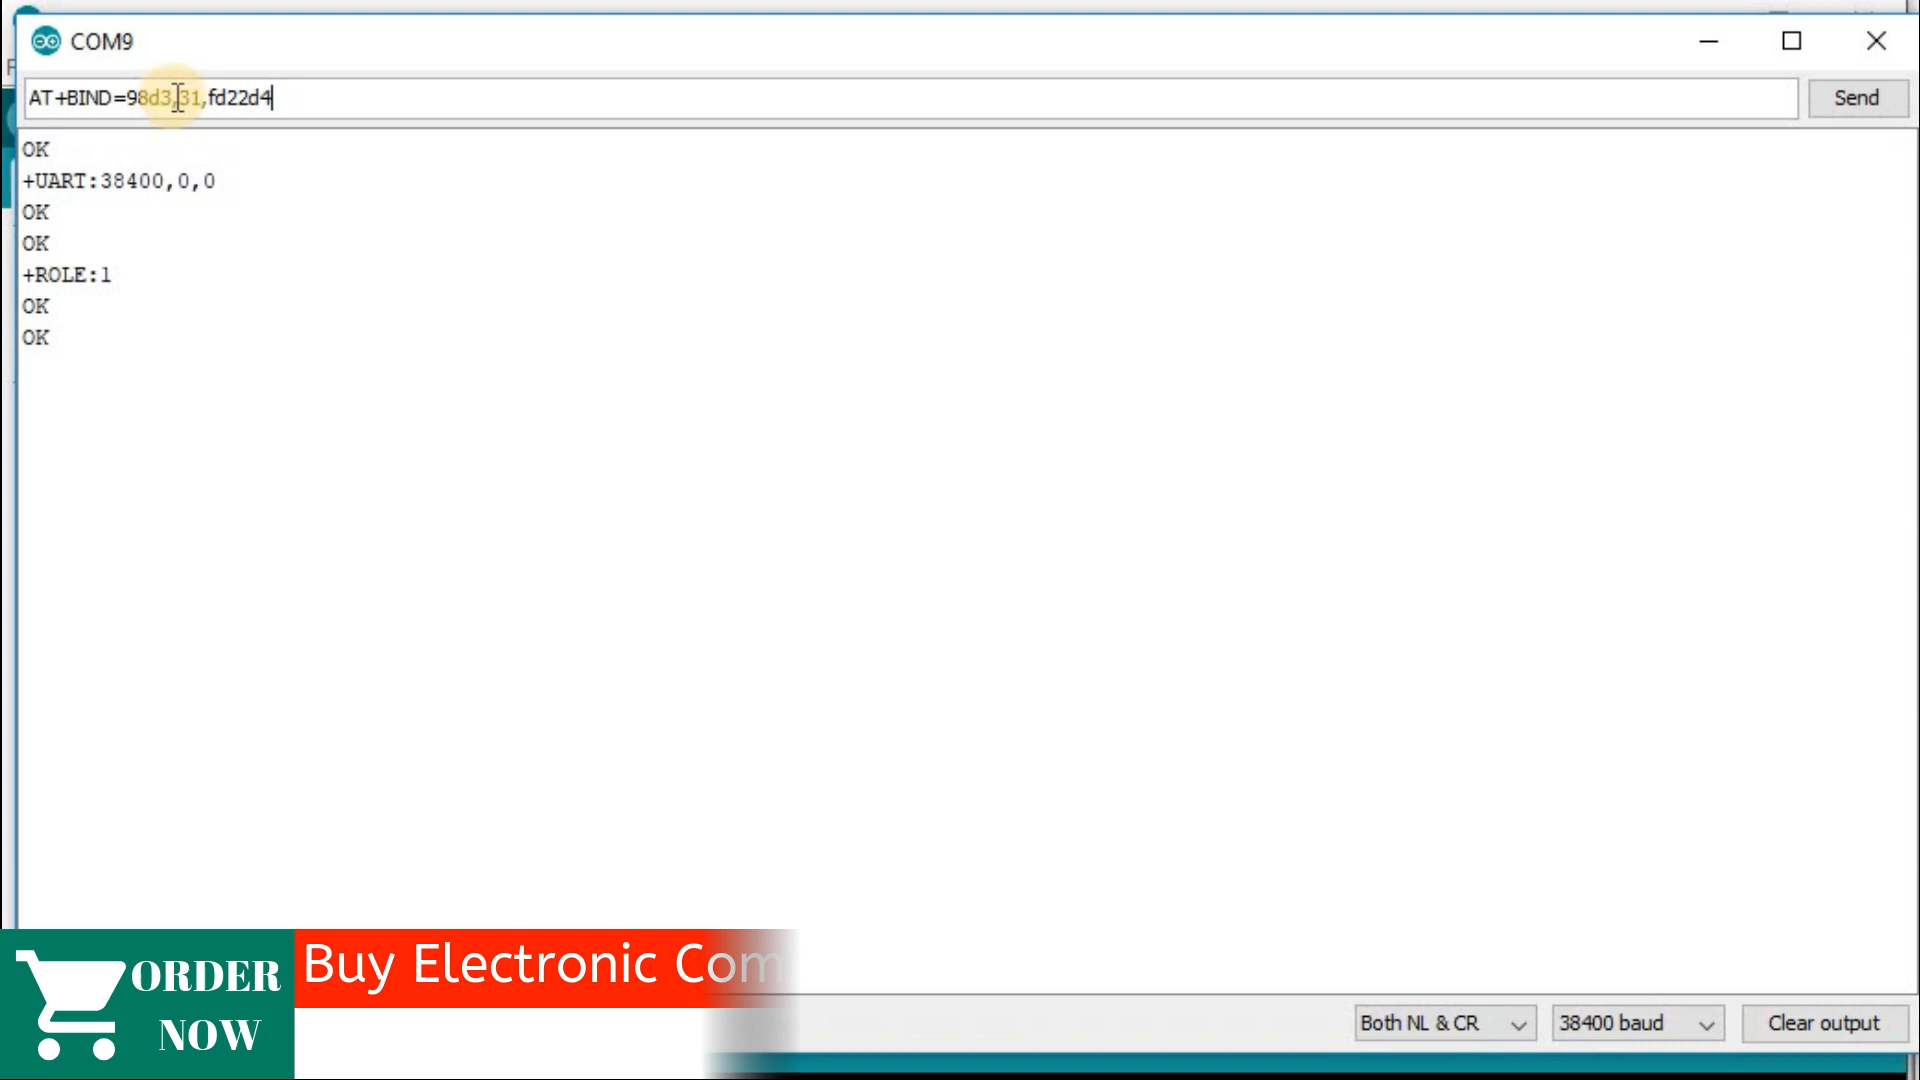 COM9
AT+BIND=98d3,31,fd22d4
Send
OK
+UART:38400,0,0
OK
OK
+ROLE:1
OK
OK
ORDER
NOW
Buy Electronic Com
Both NL & CR
38400 baud
Clear output